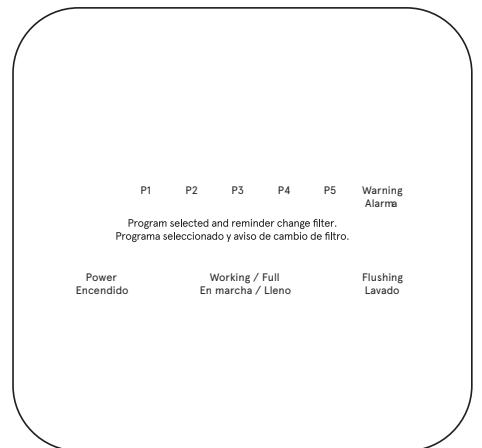 P1 P2 P3 P4 P5 Warning
Alarma
Program selected and reminder change filter.
Programa seleccionado y aviso de cambio de filtro.
Power Working / Full Flushing
Encendido En marcha / Lleno Lavado